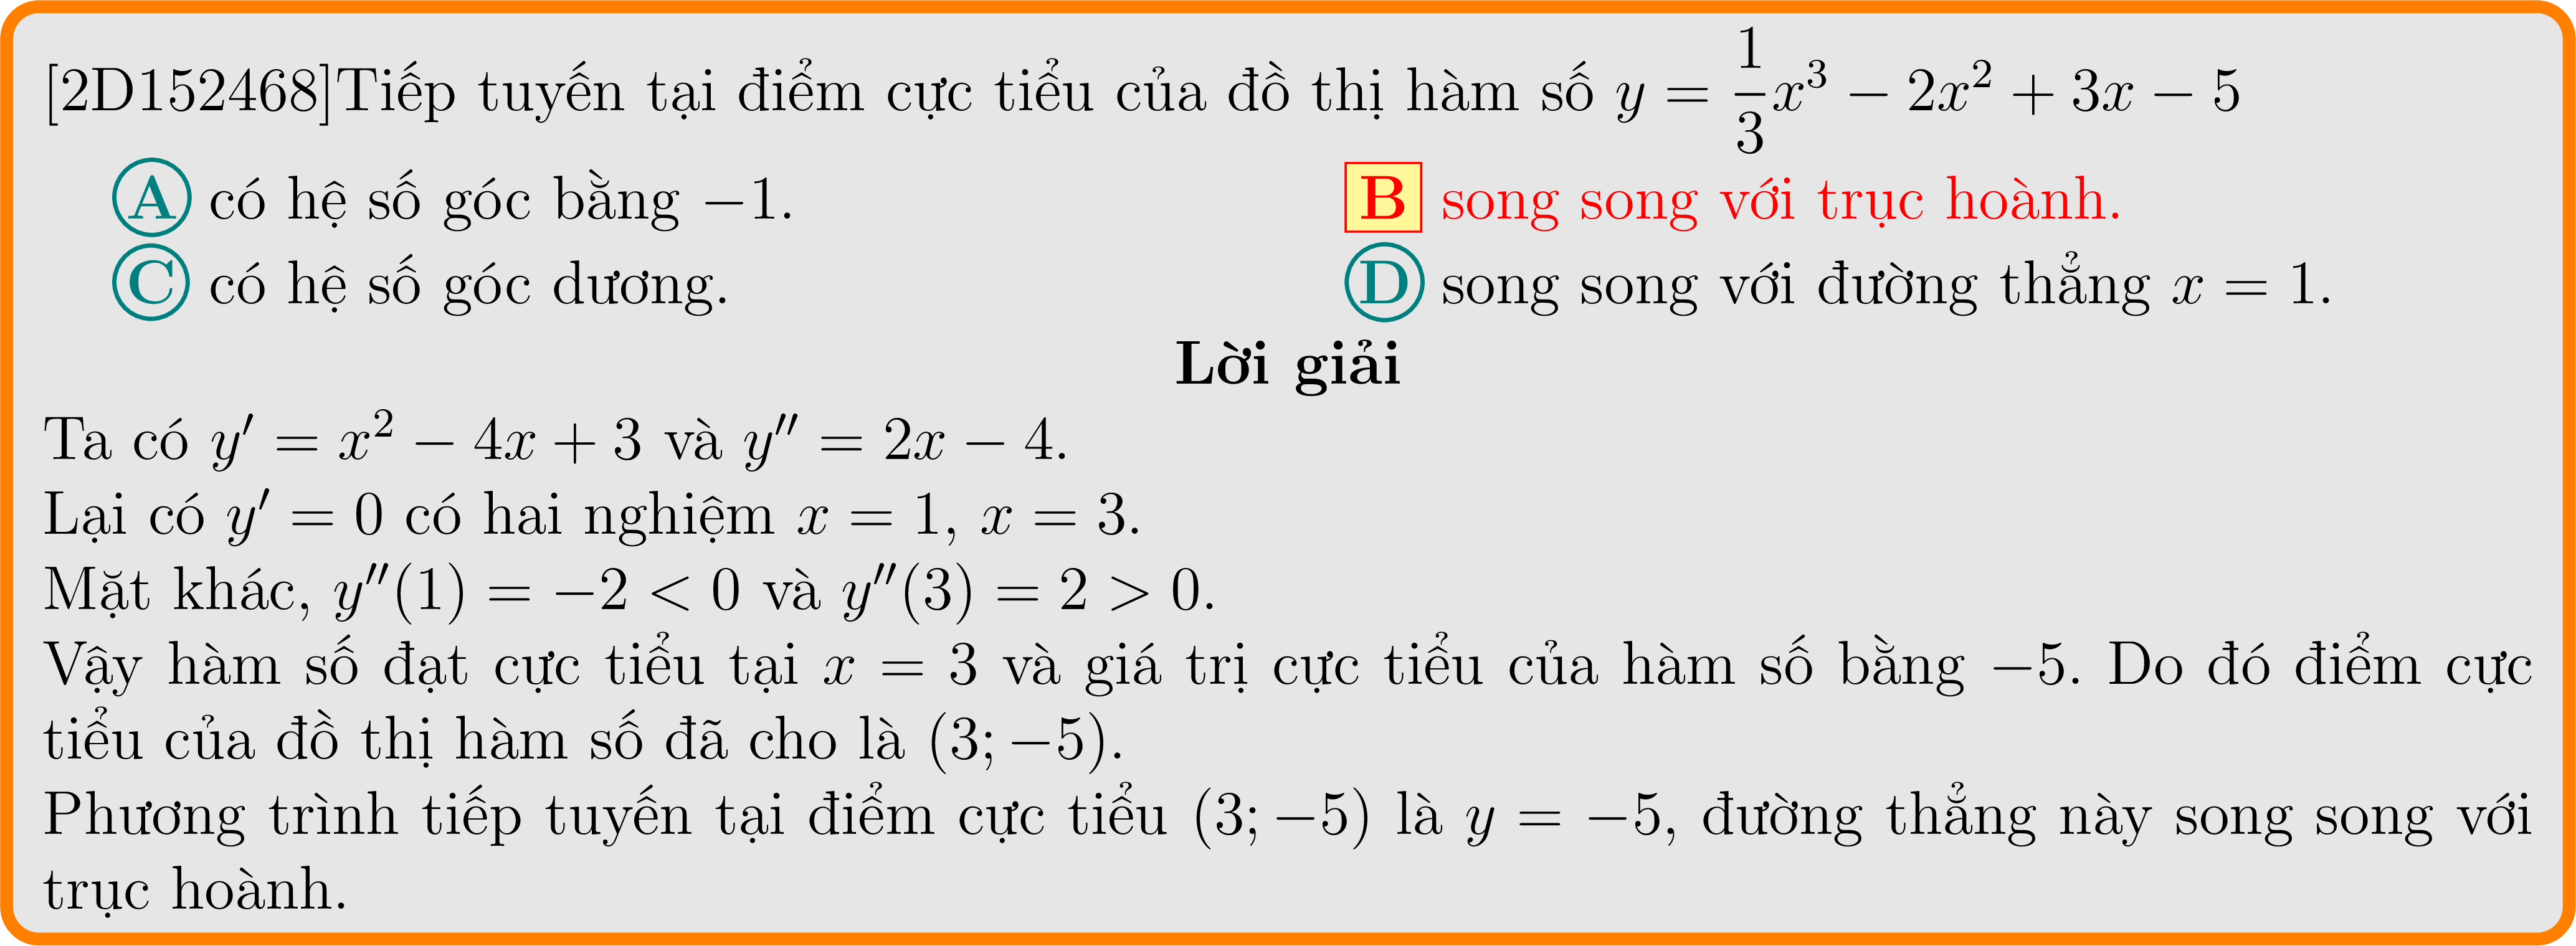 [2D152468]Tiếp tuyến tại điểm cực tiểu của đồ thị hàm số $y = \dfrac{1}{3}x^3 - 2x^2 + 3x - 5$
A có hệ số góc bằng −1. B song song với trục hoành.
C có hệ số góc dương. D song song với đường thẳng $x = 1$.
Lời giải
Ta có $y' = x^2 - 4x + 3$ và $y'' = 2x - 4$.
Lại có $y' = 0$ có hai nghiệm $x = 1$, $x = 3$.
Mặt khác, $y''(1) = -2 < 0$ và $y''(3) = 2 > 0$.
Vậy hàm số đạt cực tiểu tại $x = 3$ và giá trị cực tiểu của hàm số bằng −5. Do đó điểm cực
tiểu của đồ thị hàm số đã cho là $(3; -5)$.
Phương trình tiếp tuyến tại điểm cực tiểu $(3; -5)$ là $y = -5$, đường thẳng này song song với
trục hoành.